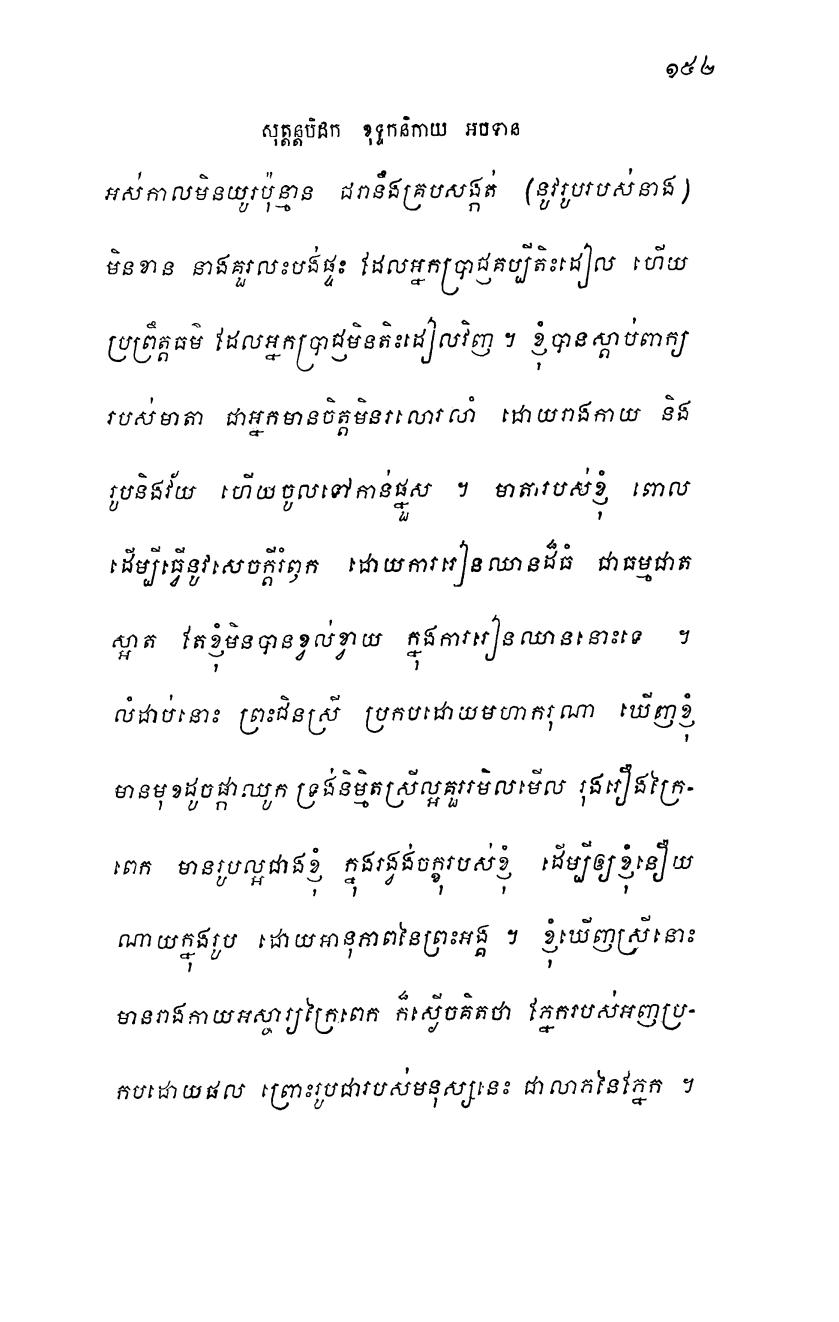 ១៥២
សុត្តន្តបិដក ខុទ្ទកនិកាយ អបទាន
អស់កាលមិនយូរប៉ុន្មាន ជរានឹងគ្របសង្កត់ (នូវរូបរបស់នាង)
មិនខាន នាងគួរលះបង់ផ្ទះ ដែលអ្នកប្រាជ្ញគប្បីតិះដៀល ហើយ
ប្រព្រឹត្តធម៌ ដែលអ្នកប្រាជ្ញមិនតិះដៀលវិញ ។ ខ្ញុំបានស្តាប់ពាក្យ
របស់មាតា ជាអ្នកមានចិត្តមិនរលោរសាំ ដោយរាងកាយ និង
រូបនិងវ័យ ហើយចូលទៅកាន់ផ្នួស ។ មាតារបស់ខ្ញុំ ពោល
ដើម្បីធ្វើនូវសេចក្តីរំឭក ដោយការរៀនឈានដ៏ធំ ជាធម្មជាត
ស្អាត តែខ្ញុំមិនបានខ្វល់ខ្វាយ ក្នុងការរៀនឈាននោះទេ ។
លំដាប់នោះ ព្រះជិនស្រី ប្រកបដោយមហាករុណា ឃើញខ្ញុំ
មានមុខដូចផ្កាឈូក ទ្រង់និម្មិតស្រីល្អគួររមិលមើល រុងរឿងក្រៃ-
ពេក មានរូបល្អជាងខ្ញុំ ក្នុងរង្វង់ចក្ខុរបស់ខ្ញុំ ដើម្បីឲ្យខ្ញុំនឿយ
ណាយក្នុងរូប ដោយអានុភាពនៃព្រះអង្គ ។ ខ្ញុំឃើញស្រីនោះ
មានរាងកាយអស្ចារ្យក្រៃពេក ក៏ស្លើចគិតថា ភ្នែករបស់អញប្រ-
កបដោយផល ព្រោះរូបជារបស់មនុស្សនេះ ជាលាភនៃភ្នែក ។